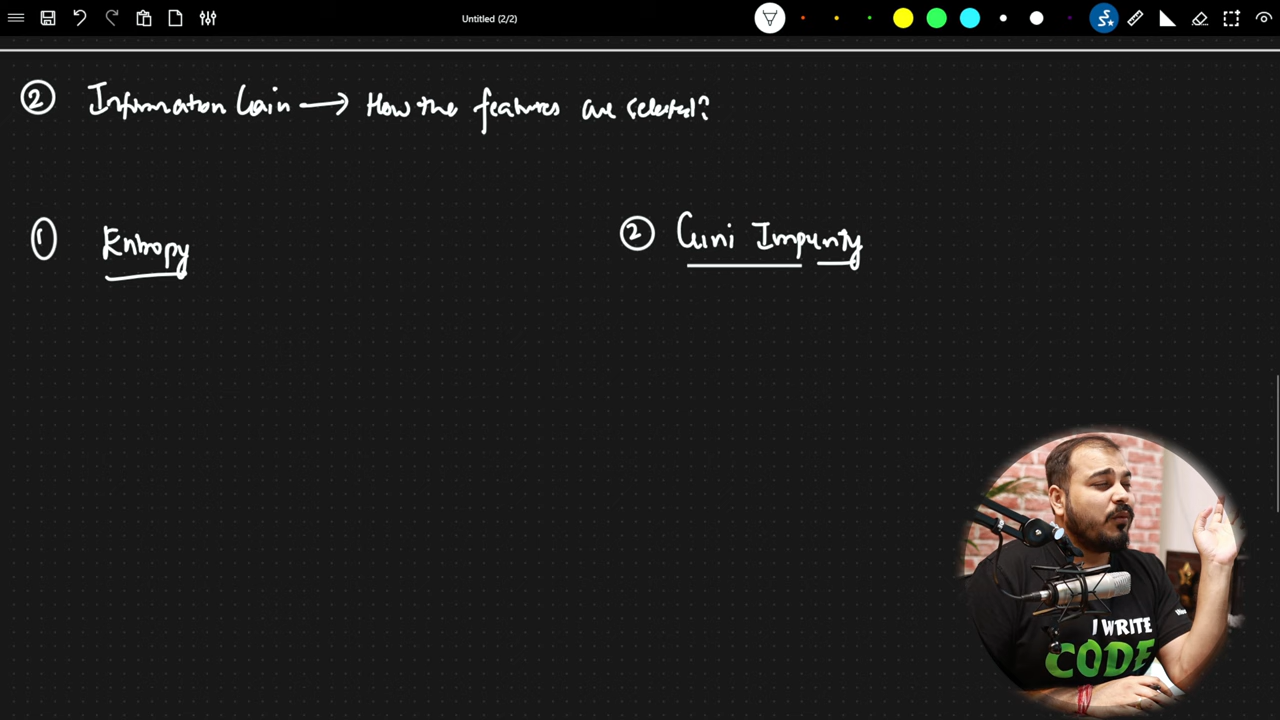 Untitled (2/2)
② Information Gain → How the features are selected?
① Entropy
② Gini Impurity
I WRITE
CODE